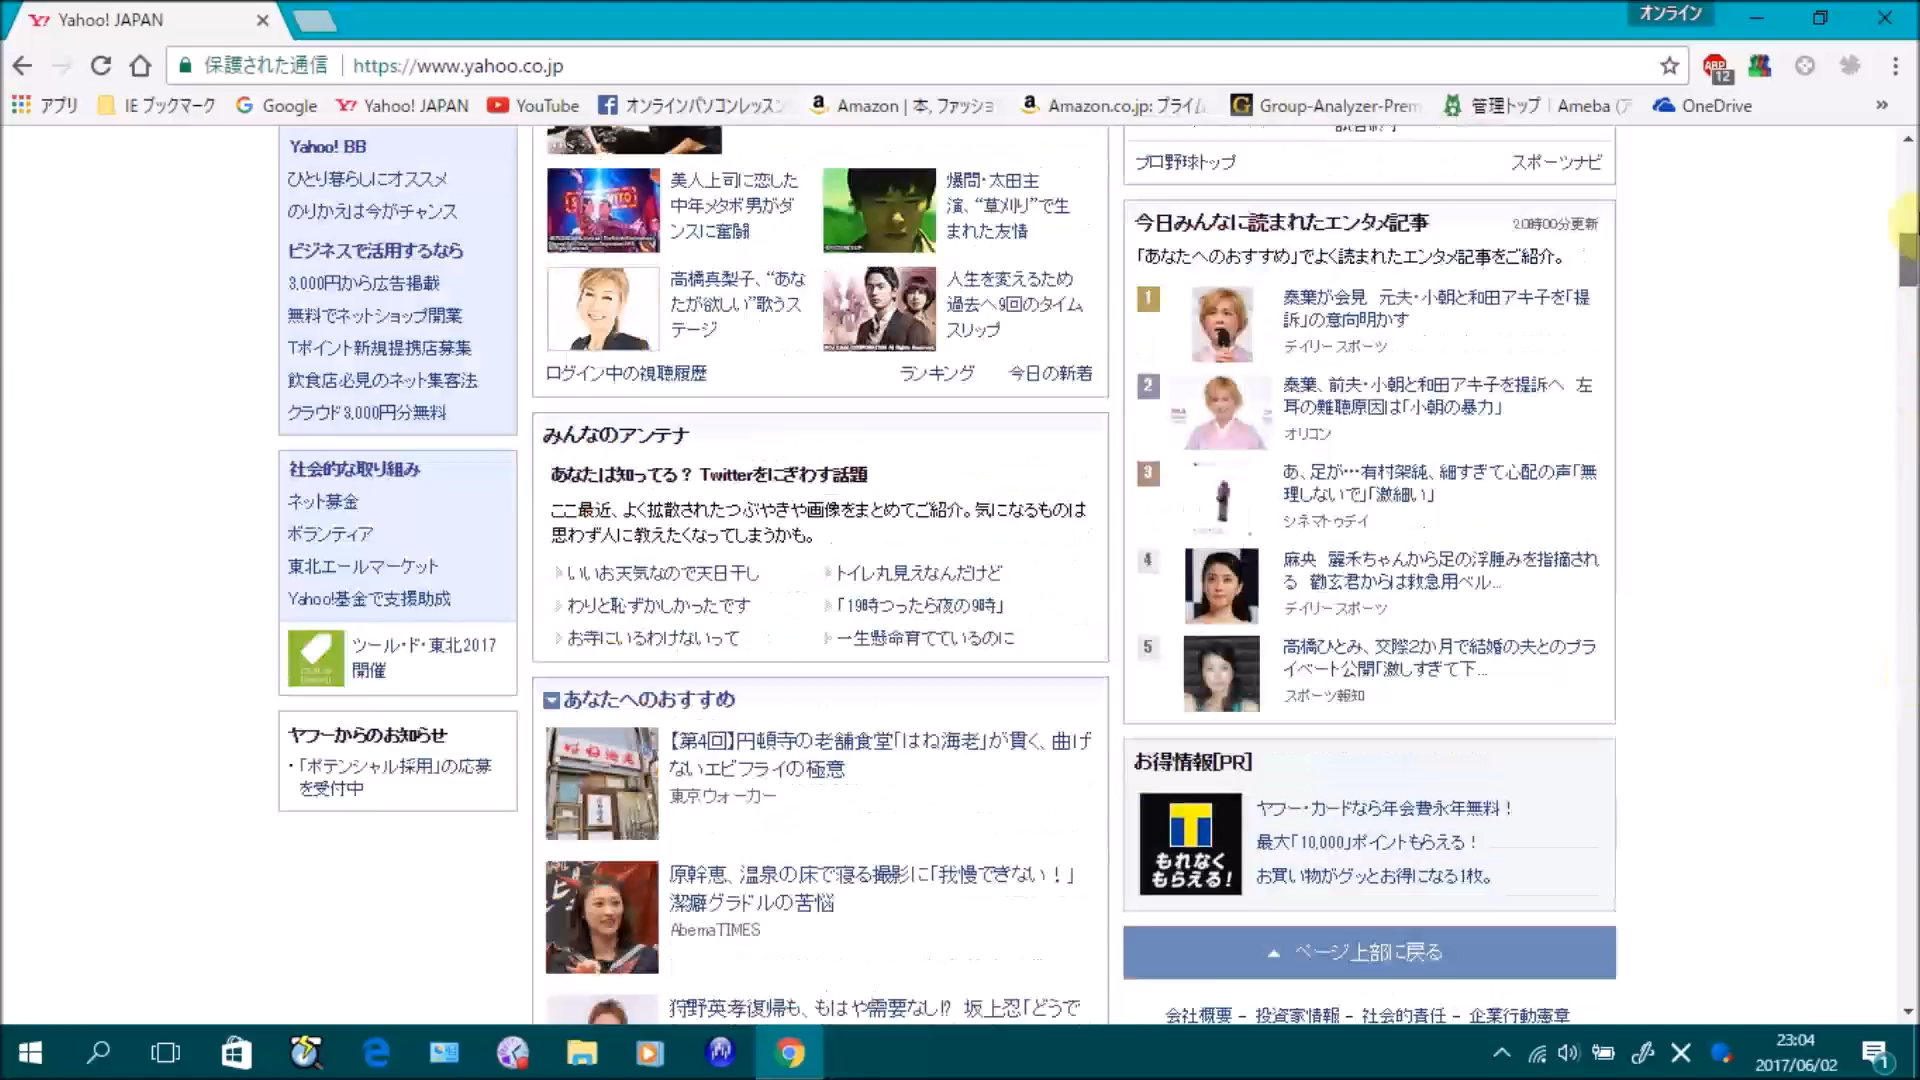 Yahoo! JAPAN
オンライン
保護された通信
https://www.yahoo.co.jp
ABP
12
アプリ
IE ブックマーク
Google
Yahoo! JAPAN
YouTube
オンラインパソコンレッスン
Amazon | 本, ファッショ
Amazon.co.jp: プライム
Group-Analyzer-Prem
管理トップ | Ameba (ア
OneDrive
»
Yahoo! BB
ひとり暮らしにオススメ
のりかえは今がチャンス
ビジネスで活用するなら
3,000円から広告掲載
無料でネットショップ開業
Tポイント新規提携店募集
飲食店必見のネット集客法
クラウド3,000円分無料
社会的な取り組み
ネット募金
ボランティア
東北エールマーケット
Yahoo!基金で支援助成
ツール・ド・東北2017
開催
ヤフーからのお知らせ
・「ポテンシャル採用」の応募
を受付中
美人上司に恋した
中年メタボ男がダ
ンスに奮闘
爆問・太田主
演、“草刈り”で生
まれた友情
高橋真梨子、“あな
たが欲しい”歌うス
テージ
人生を変えるため
過去へ9回のタイム
スリップ
ログイン中の視聴履歴
ランキング
今日の新着
みんなのアンテナ
あなたは知ってる？ Twitterをにぎわす話題
ここ最近、よく拡散されたつぶやきや画像をまとめてご紹介。気になるものは
思わず人に教えたくなってしまうかも。
いいお天気なので天日干し
トイレ丸見えなんだけど
わりと恥ずかしかったです
「19時つったら夜の9時」
お寺にいるわけないって
一生懸命育てているのに
あなたへのおすすめ
【第4回】円頓寺の老舗食堂「はね海老」が貫く、曲げ
ないエビフライの極意
東京ウォーカー
原幹恵、温泉の床で寝る撮影に「我慢できない！」
潔癖グラドルの苦悩
AbemaTIMES
狩野英孝復帰も、もはや需要なし!? 坂上忍「どうで
プロ野球トップ
スポーツナビ
今日みんなに読まれたエンタメ記事
20時00分更新
「あなたへのおすすめ」でよく読まれたエンタメ記事をご紹介。
1
泰葉が会見 元夫・小朝と和田アキ子を「提
訴」の意向明かす
デイリースポーツ
2
泰葉、前夫・小朝と和田アキ子を提訴へ 左
耳の難聴原因は「小朝の暴力」
オリコン
3
あ、足が…有村架純、細すぎて心配の声「無
理しないで」「激細い」
シネマトゥデイ
4
麻央 麗禾ちゃんから足の浮腫みを指摘され
る 勸玄君からは救急用ベル...
デイリースポーツ
5
高橋ひとみ、交際2か月で結婚の夫とのプラ
イベート公開「激しすぎて下...
スポーツ報知
お得情報[PR]
もれなく
もらえる!
ヤフー・カードなら年会費永年無料！
最大「10,000」ポイントもらえる！
お買い物がグッとお得になる1枚。
ページ上部に戻る
会社概要 - 投資家情報 - 社会的責任 - 企業行動憲章
23:04
2017/06/02
1